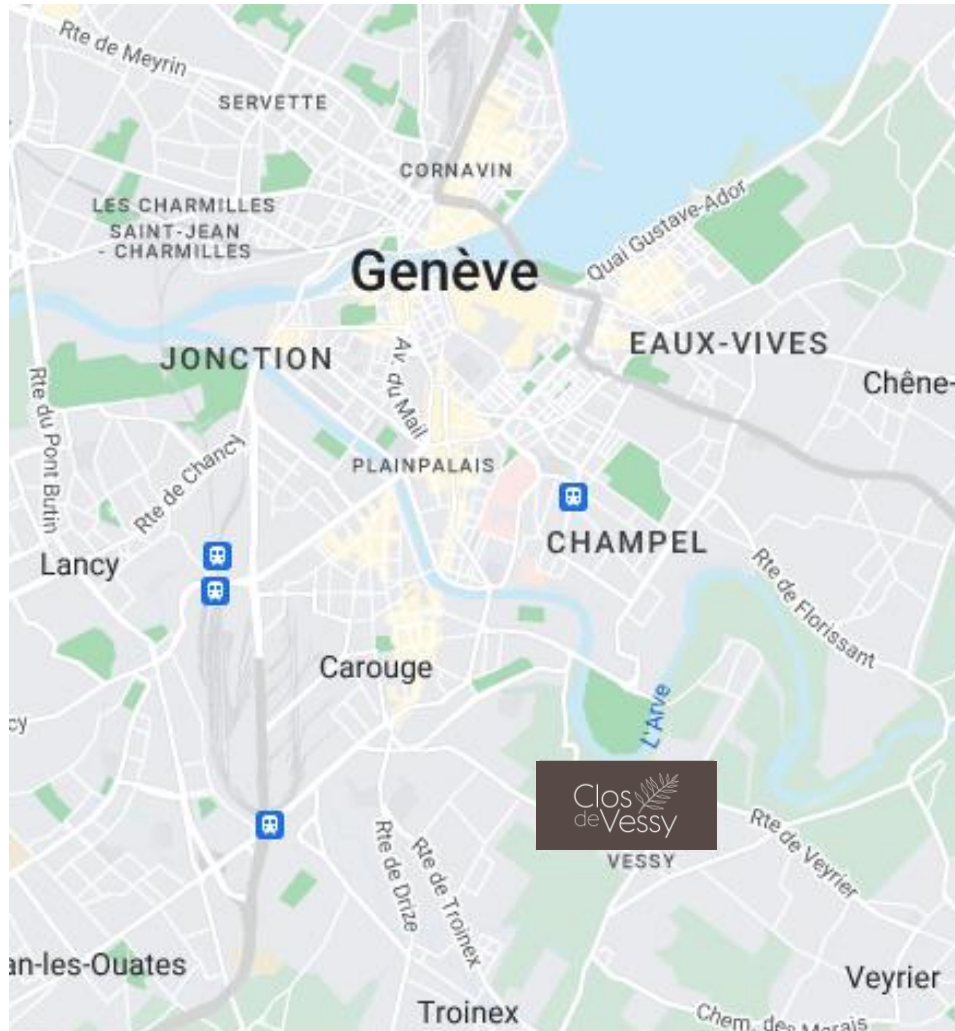 Rte de Meyrin
SERVETTE
CORNAVIN
LES CHARMILLES
SAINT-JEAN
- CHARMILLES
Quai Gustave-Ador
Genève
JONCTION
EAUX-VIVES
Av. du Mail
Chêne-
Rte du Pont Butin
Rte de Chancy
PLAINPALAIS
CHAMPEL
Lancy
Rte de Florissant
Carouge
L'Arve
cy
Clos
de Vessy
VESSY
Rte de Drize
Rte de Troinex
Rte de Veyrier
an-les-Ouates
Veyrier
Troinex
Chem. des Morais